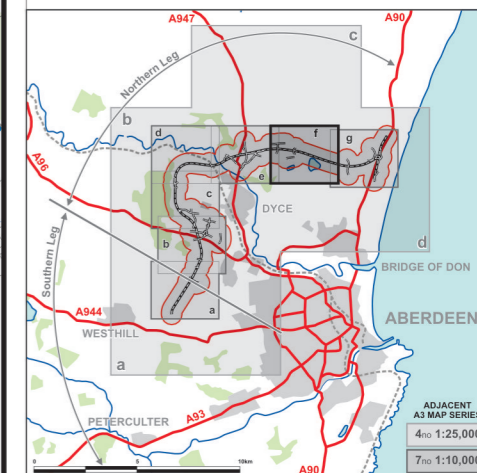 A947
A90
c
Northern Leg
b
d
f
g
A96
e
c
DYCE
Southern Leg
b
d
BRIDGE OF DON
a
A944
ABERDEEN
WESTHILL
a
ADJACENT
A3 MAP SERIES
PETERCULTER
A93
4no 1:25,000
0
10km
7no 1:10,000
A90